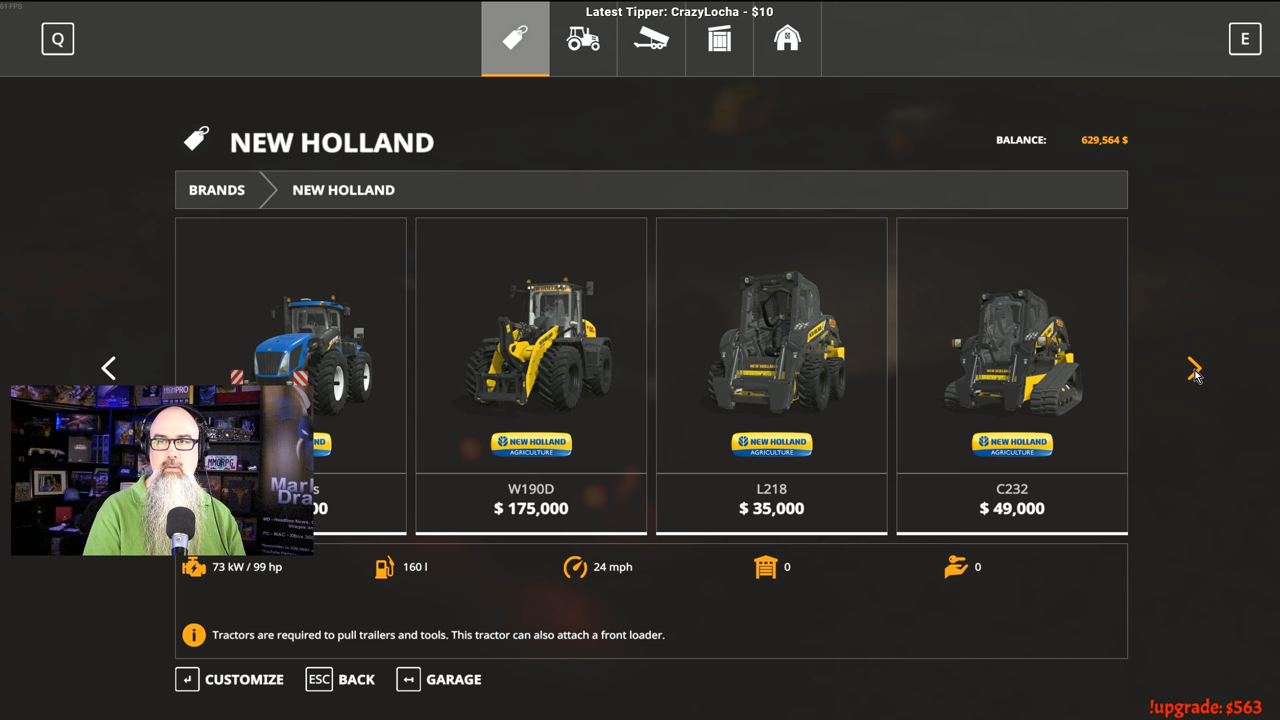 61 FPS
Latest Tipper: CrazyLocha - $10
Q
E
NEW HOLLAND
BALANCE: 629,564 $
BRANDS NEW HOLLAND
NEW HOLLAND
AGRICULTURE
NEW HOLLAND
AGRICULTURE
NEW HOLLAND
AGRICULTURE
W190D
$ 175,000
L218
$ 35,000
C232
$ 49,000
MMORPG
73 kW / 99 hp
160 l
24 mph
0
0
i
Tractors are required to pull trailers and tools. This tractor can also attach a front loader.
CUSTOMIZE
ESC BACK
GARAGE
!upgrade: $563